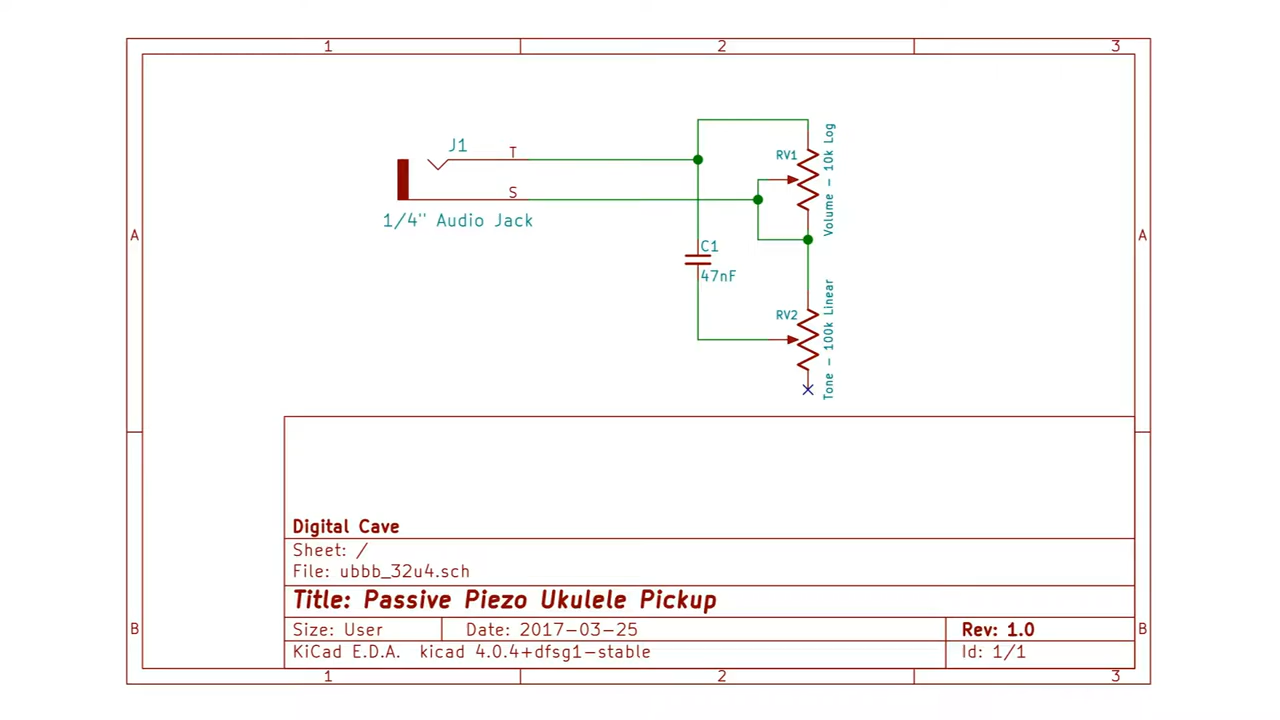 1 2 3
A A
J1
T
S
1/4" Audio Jack
RV1
Volume - 10k Log
C1
47nF
RV2
Tone - 100k Linear
Digital Cave
Sheet: /
File: ubbb_32u4.sch
Title: Passive Piezo Ukulele Pickup
B B
Size: User Date: 2017-03-25 Rev: 1.0
KiCad E.D.A. kicad 4.0.4+dfsg1-stable Id: 1/1
1 2 3